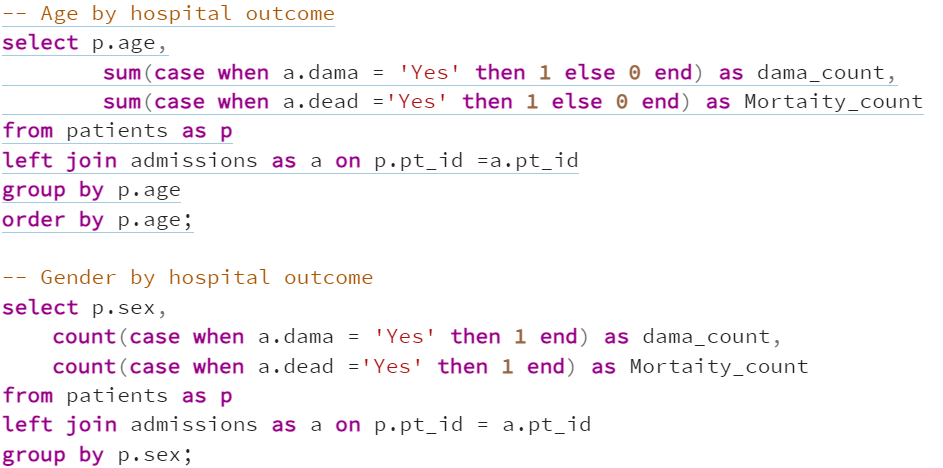 -- Age by hospital outcome
select p.age,
        sum(case when a.dama = 'Yes' then 1 else 0 end) as dama_count,
        sum(case when a.dead ='Yes' then 1 else 0 end) as Mortaity_count
from patients as p
left join admissions as a on p.pt_id =a.pt_id
group by p.age
order by p.age;

-- Gender by hospital outcome
select p.sex,
    count(case when a.dama = 'Yes' then 1 end) as dama_count,
    count(case when a.dead ='Yes' then 1 end) as Mortaity_count
from patients as p
left join admissions as a on p.pt_id = a.pt_id
group by p.sex;